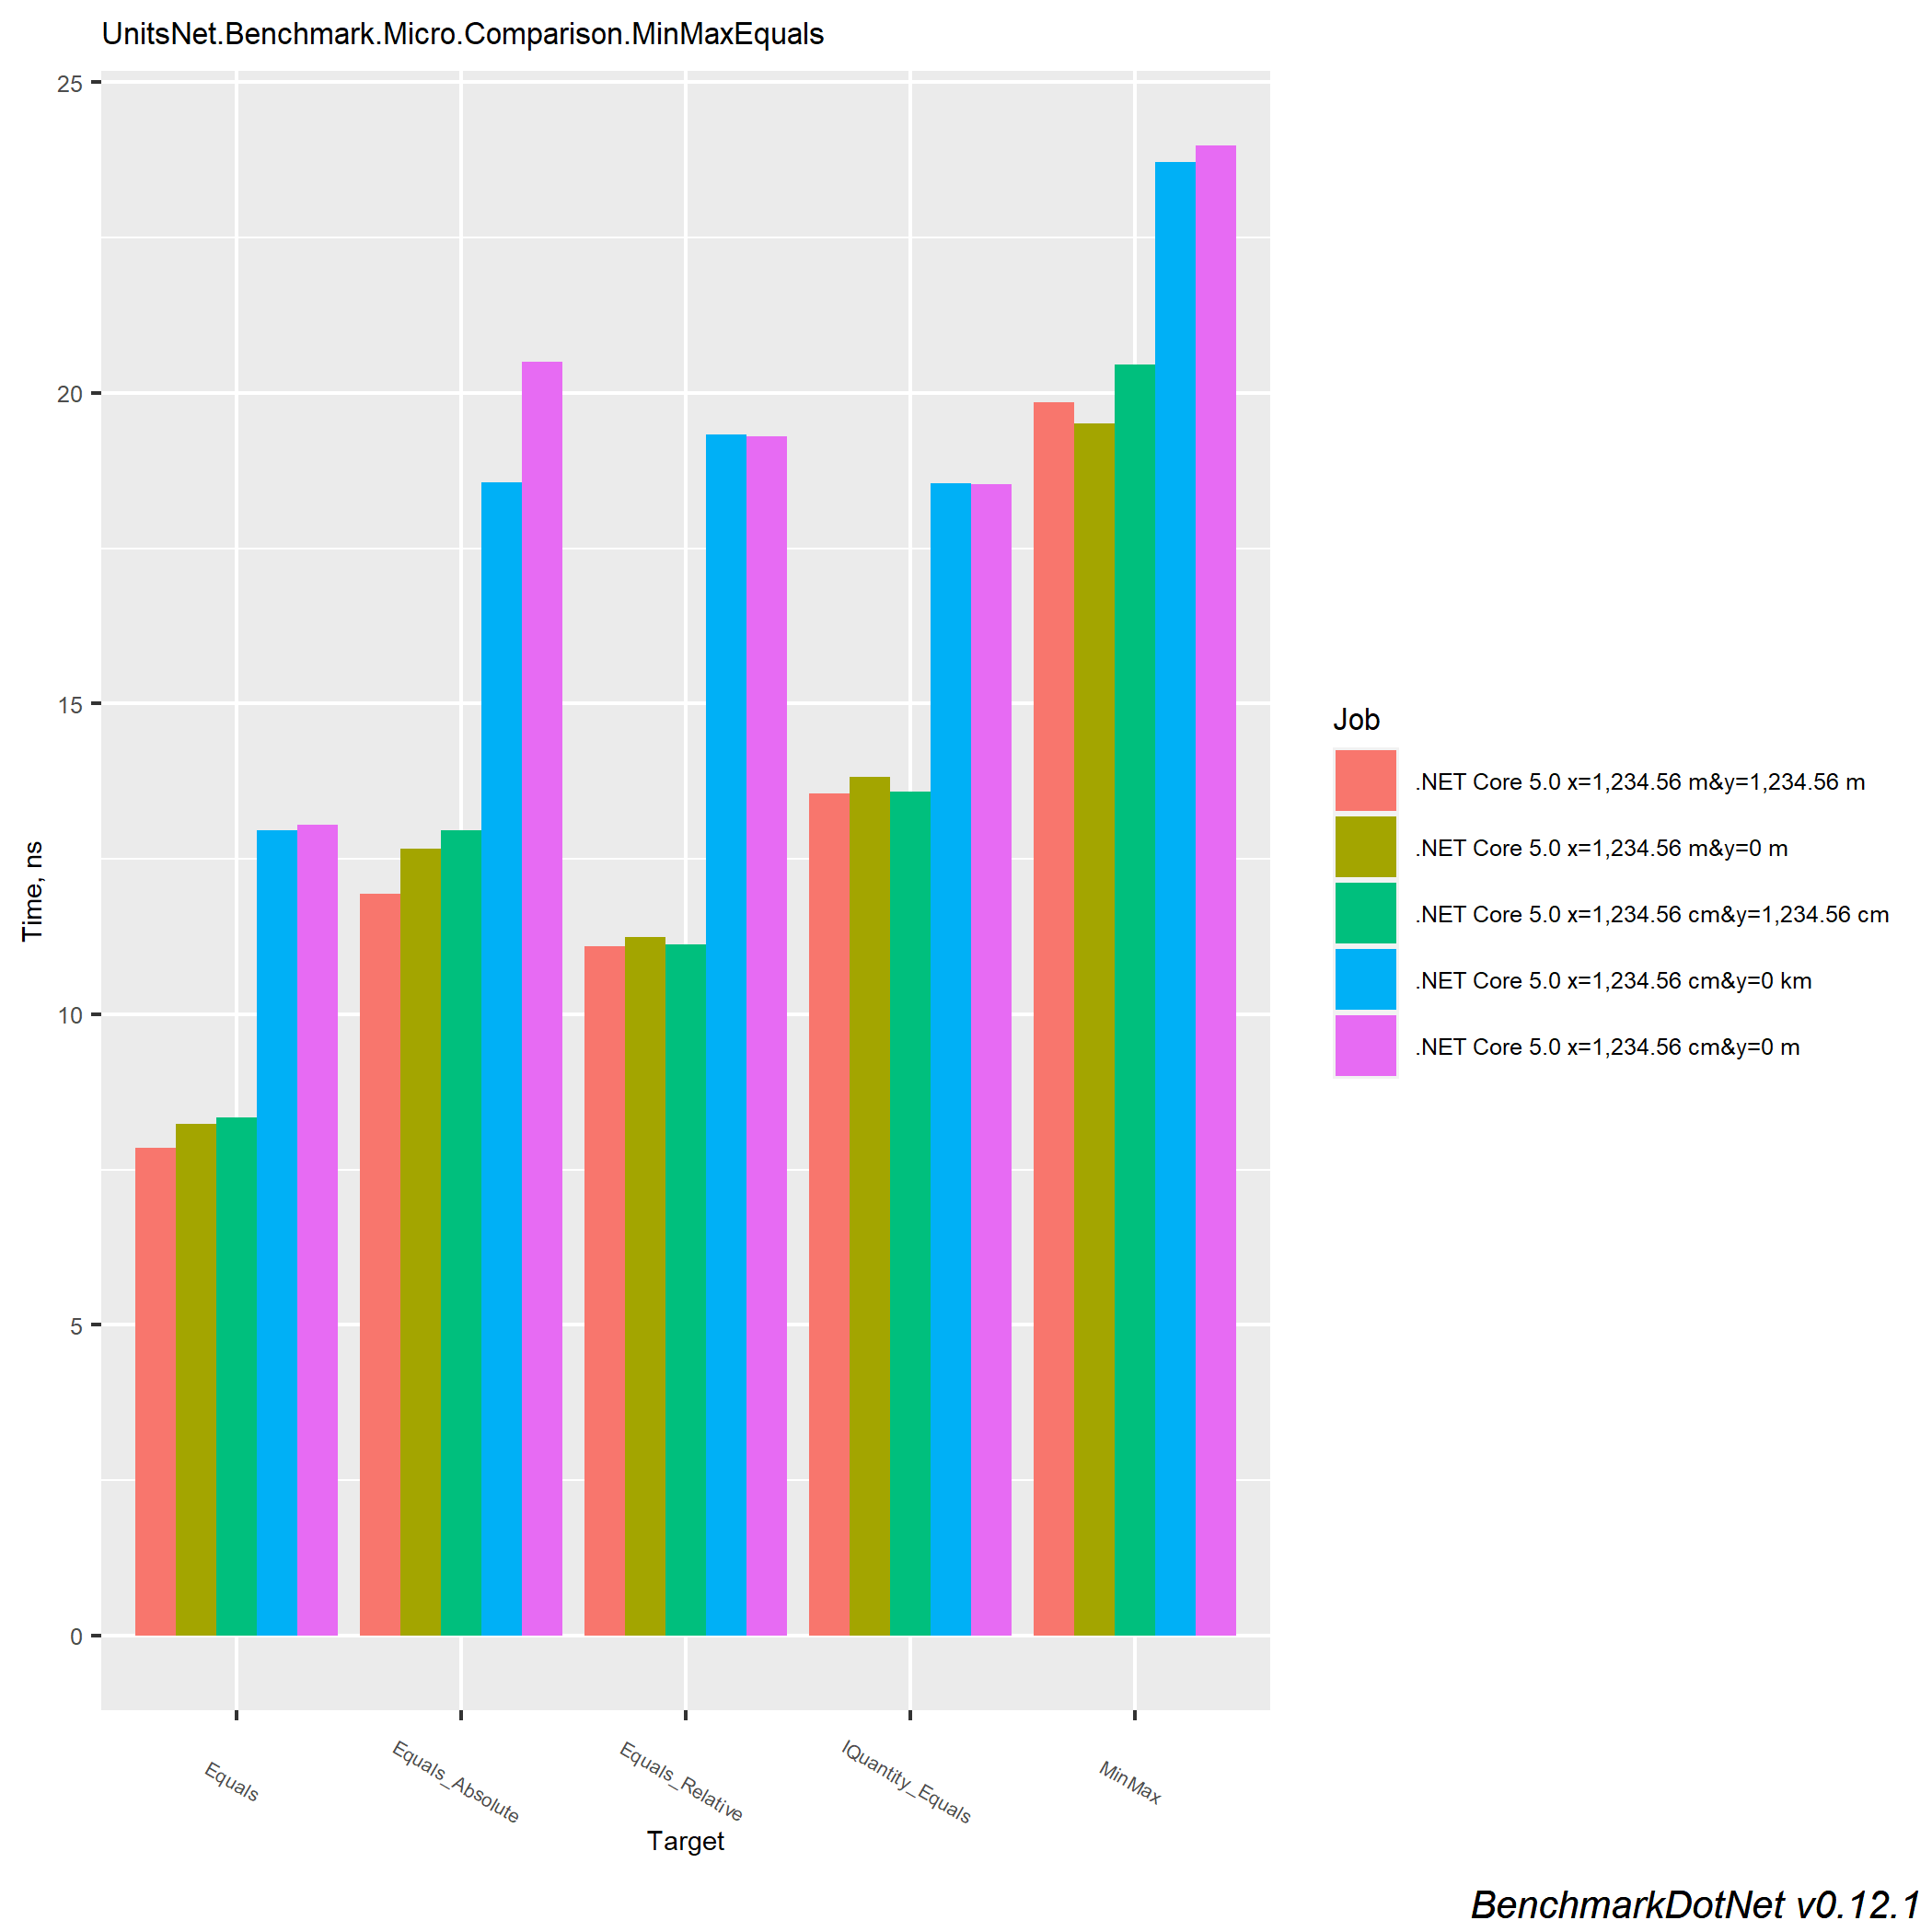 UnitsNet.Benchmark.Micro.Comparison.MinMaxEquals
25
20
15
10
5
0
Time, ns
Equals
Equals_Absolute
Equals_Relative
IQuantity_Equals
MinMax
Target
Job
.NET Core 5.0 x=1,234.56 m&y=1,234.56 m
.NET Core 5.0 x=1,234.56 m&y=0 m
.NET Core 5.0 x=1,234.56 cm&y=1,234.56 cm
.NET Core 5.0 x=1,234.56 cm&y=0 km
.NET Core 5.0 x=1,234.56 cm&y=0 m
BenchmarkDotNet v0.12.1